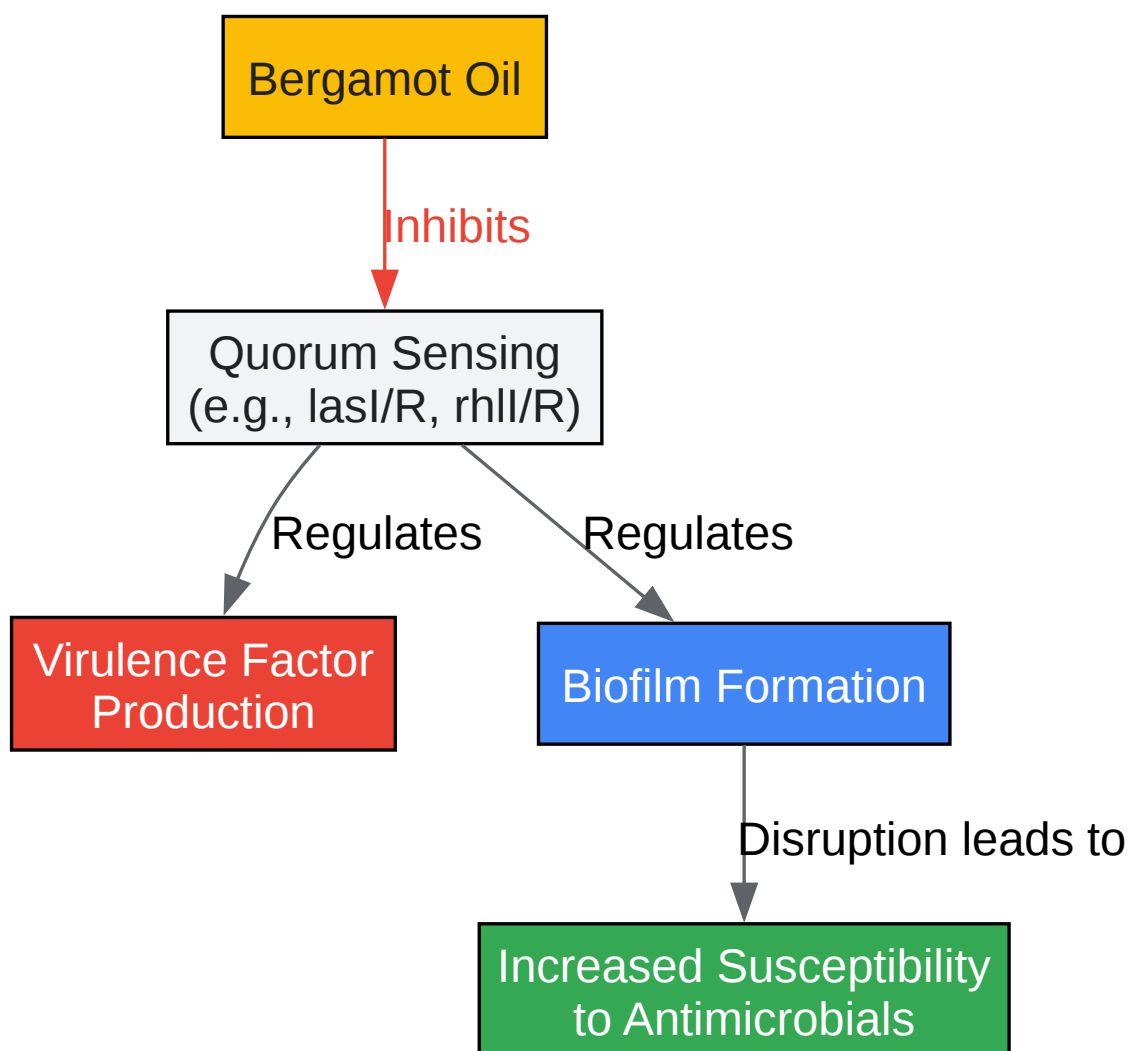 Bergamot Oil
Inhibits
Quorum Sensing
(e.g., lasI/R, rhlI/R)
Regulates
Regulates
Virulence Factor
Production
Biofilm Formation
Disruption leads to
Increased Susceptibility
to Antimicrobials